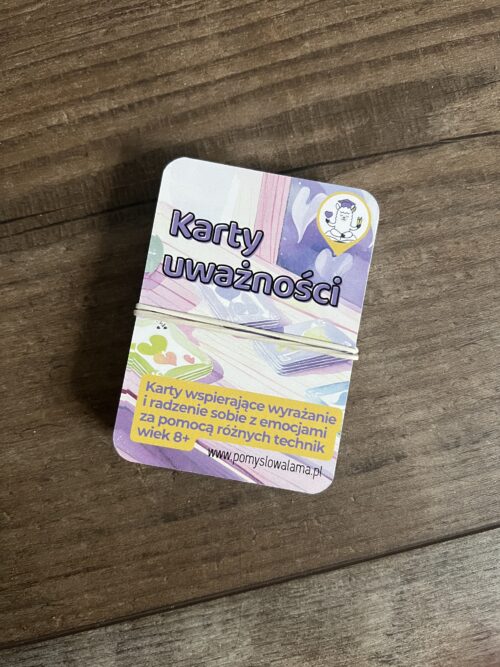 Karty
uważności
Karty wspierające wyrażanie
i radzenie sobie z emocjami
za pomocą różnych technik
wiek 8+
www.pomyslowalama.pl